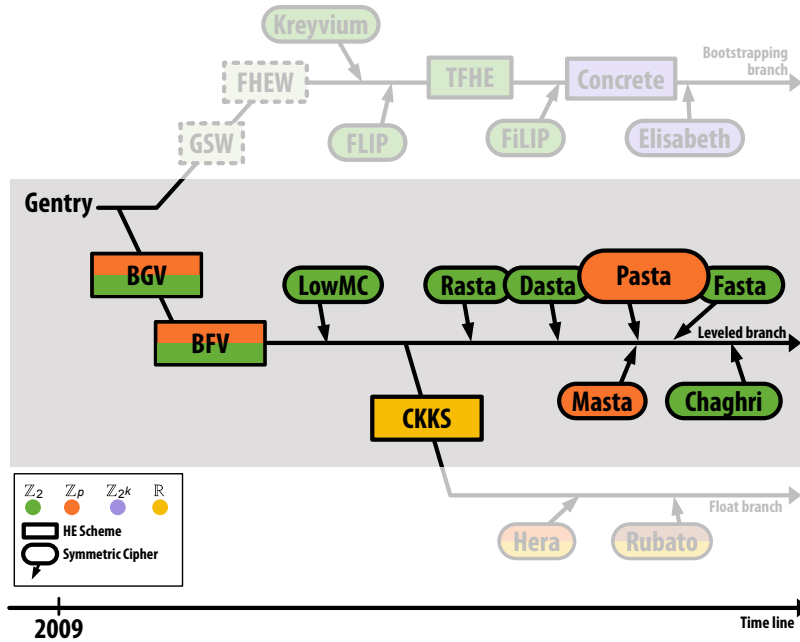 Kreyvium
Bootstrapping
branch
FHEW
TFHE
Concrete
GSW
FLIP
FiLIP
Elisabeth
Gentry
BGV
LowMC
Rasta
Dasta
Pasta
Fasta
BFV
Leveled branch
Masta
Chaghri
CKKS
ℤ₂ ℤₚ ℤ₂ₖ ℝ
HE Scheme
Symmetric Cipher
Float branch
Hera
Rubato
2009
Time line